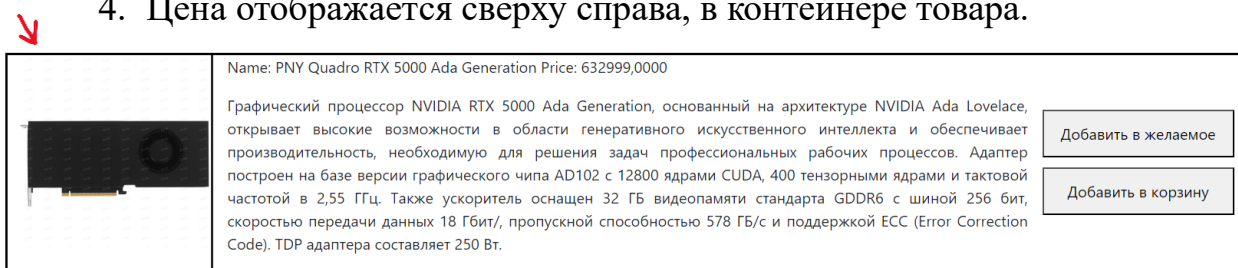 4. Цена отображается сверху справа, в контейнере товара.
Name: PNY Quadro RTX 5000 Ada Generation Price: 632999,0000
Графический процессор NVIDIA RTX 5000 Ada Generation, основанный на архитектуре NVIDIA Ada Lovelace,
открывает высокие возможности в области генеративного искусственного интеллекта и обеспечивает
производительность, необходимую для решения задач профессиональных рабочих процессов. Адаптер
построен на базе версии графического чипа AD102 с 12800 ядрами CUDA, 400 тензорными ядрами и тактовой
частотой в 2,55 ГГц. Также ускоритель оснащен 32 ГБ видеопамяти стандарта GDDR6 с шиной 256 бит,
скоростью передачи данных 18 Гбит/, пропускной способностью 578 ГБ/с и поддержкой ECC (Error Correction
Code). TDP адаптера составляет 250 Вт.
Добавить в желаемое
Добавить в корзину